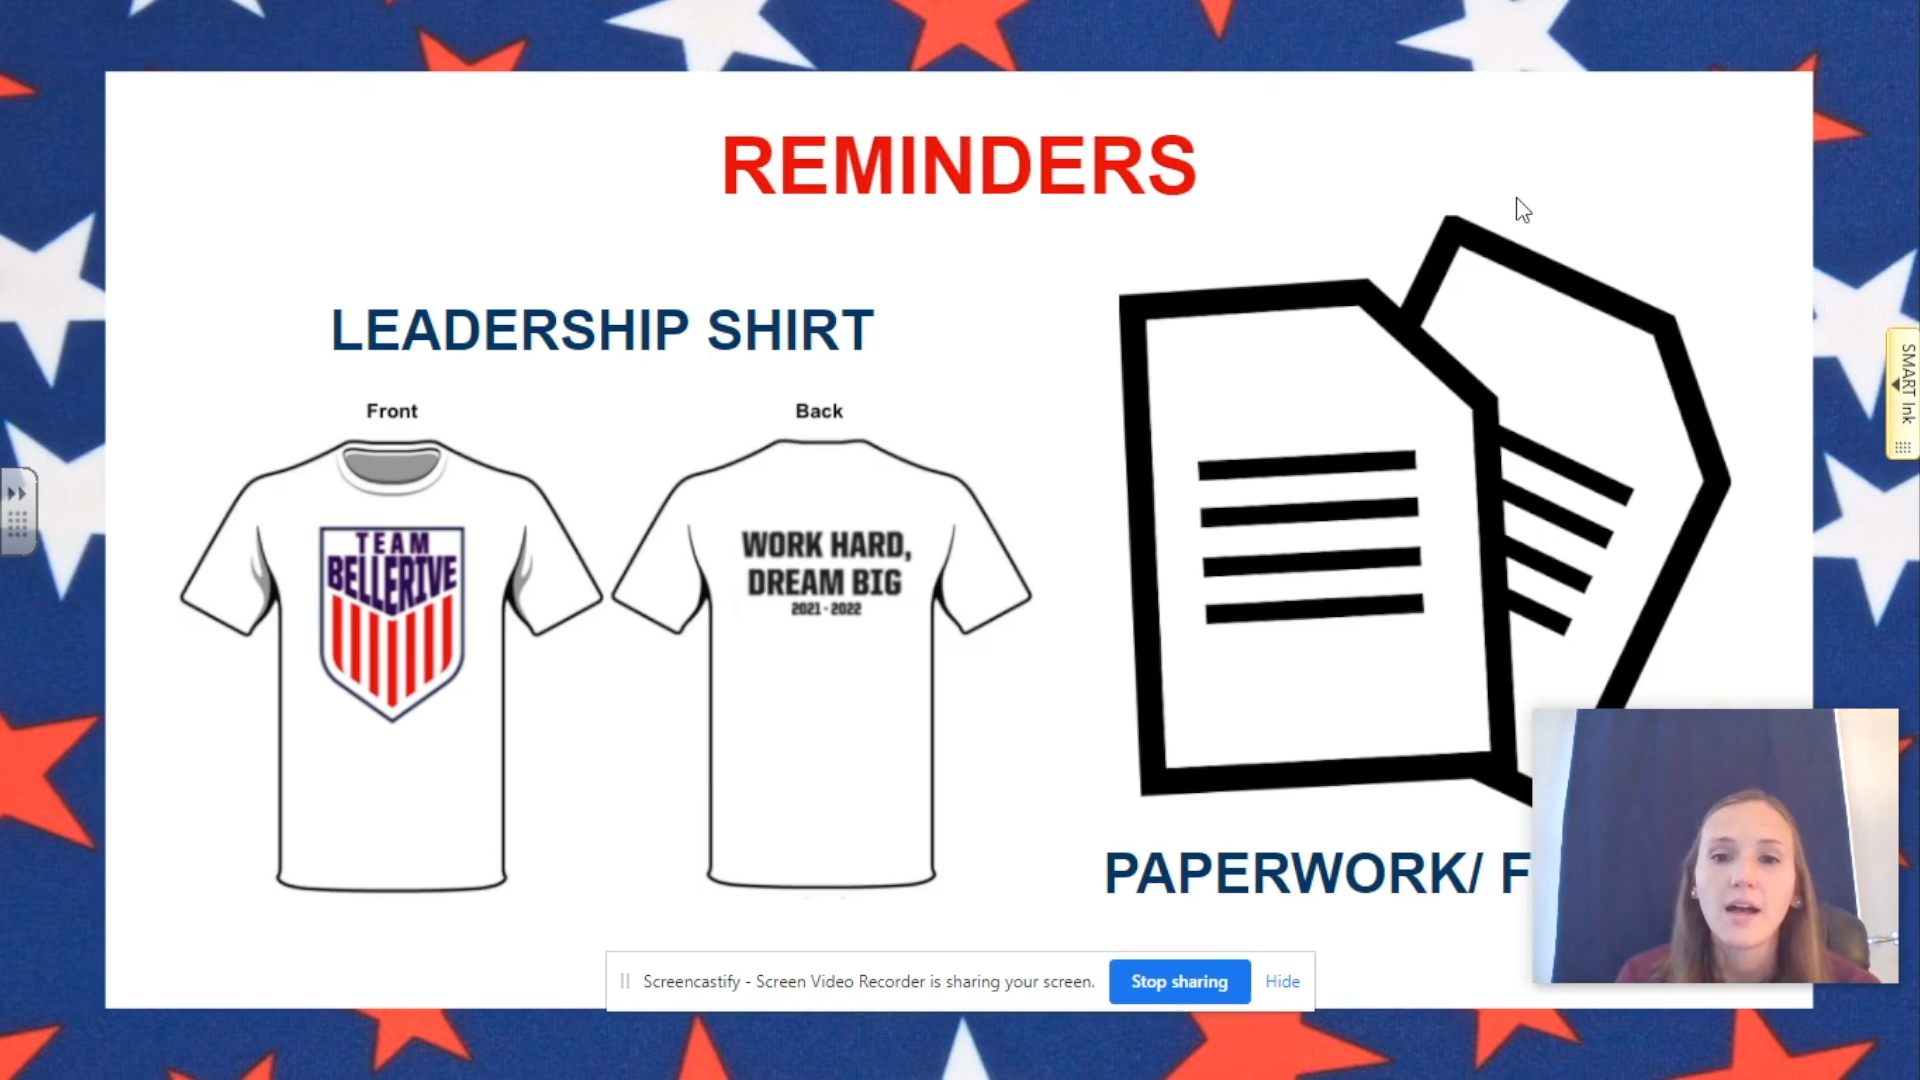 REMINDERS
LEADERSHIP SHIRT
Front
Back
TEAM
BELLERIVE
WORK HARD,
DREAM BIG
2021 - 2022
PAPERWORK/ F
SMART Ink
Screencastify - Screen Video Recorder is sharing your screen.
Stop sharing
Hide